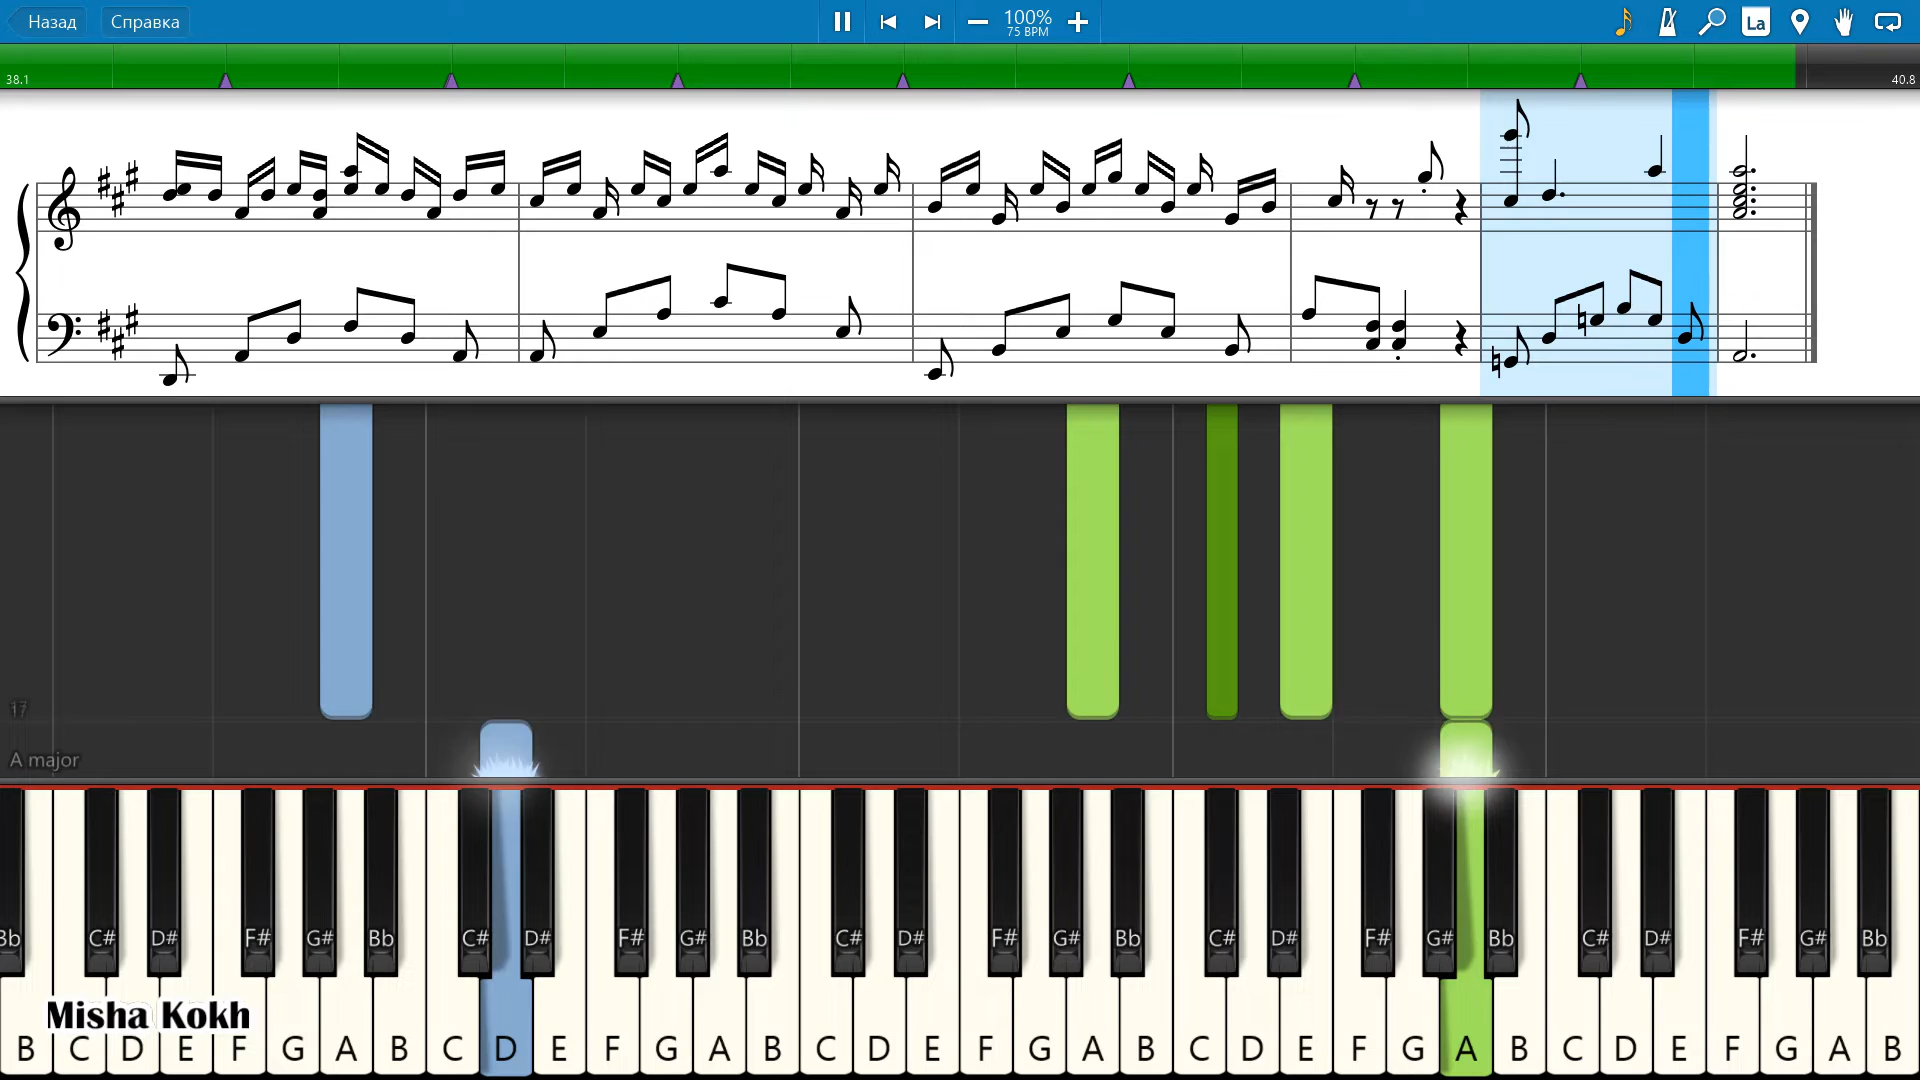 Назад Справка 100%
75 BPM La
38.1 40.8
17
A major
Bb C# D# F# G# Bb C# D# F# G# Bb C# D# F# G# Bb C# D# F# G# Bb C# D# F# G# Bb
Misha Kokh
B C D E F G A B C D E F G A B C D E F G A B C D E F G A B C D E F G A B